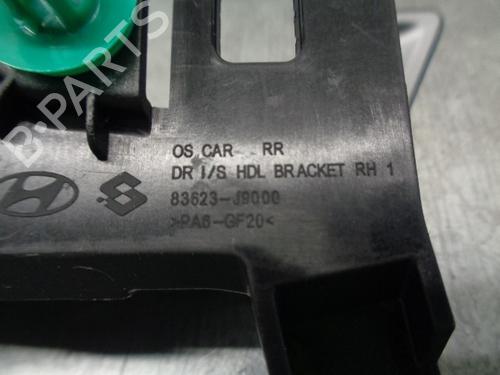 B-PARTS
OS CAR RR
DR I/S HDL BRACKET RH 1
83623-J9000
>PA6-GF20<